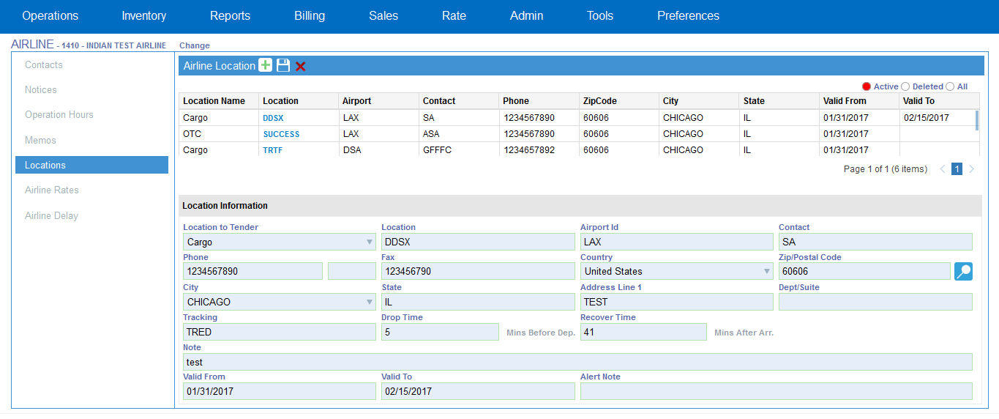 Operations Inventory Reports Billing Sales Rate Admin Tools Preferences
AIRLINE - 1410 - INDIAN TEST AIRLINE Change
Contacts
Notices
Operation Hours
Memos
Locations
Airline Rates
Airline Delay
Airline Location
Active Deleted All
Location Name Location Airport Contact Phone ZipCode City State Valid From Valid To
Cargo DDSX LAX SA 1234567890 60606 CHICAGO IL 01/31/2017 02/15/2017
OTC SUCCESS LAX ASA 1234567890 60606 CHICAGO IL 01/31/2017
Cargo TRTF DSA GFFFC 1234657892 60606 CHICAGO IL 01/31/2017
Page 1 of 1 (6 items) 1
Location Information
Location to Tender Location Airport Id Contact
Cargo DDSX LAX SA
Phone Fax Country Zip/Postal Code
1234567890 123456790 United States 60606
City State Address Line 1 Dept/Suite
CHICAGO IL TEST
Tracking Drop Time Recover Time
TRED 5 Mins Before Dep. 41 Mins After Arr.
Note
test
Valid From Valid To Alert Note
01/31/2017 02/15/2017